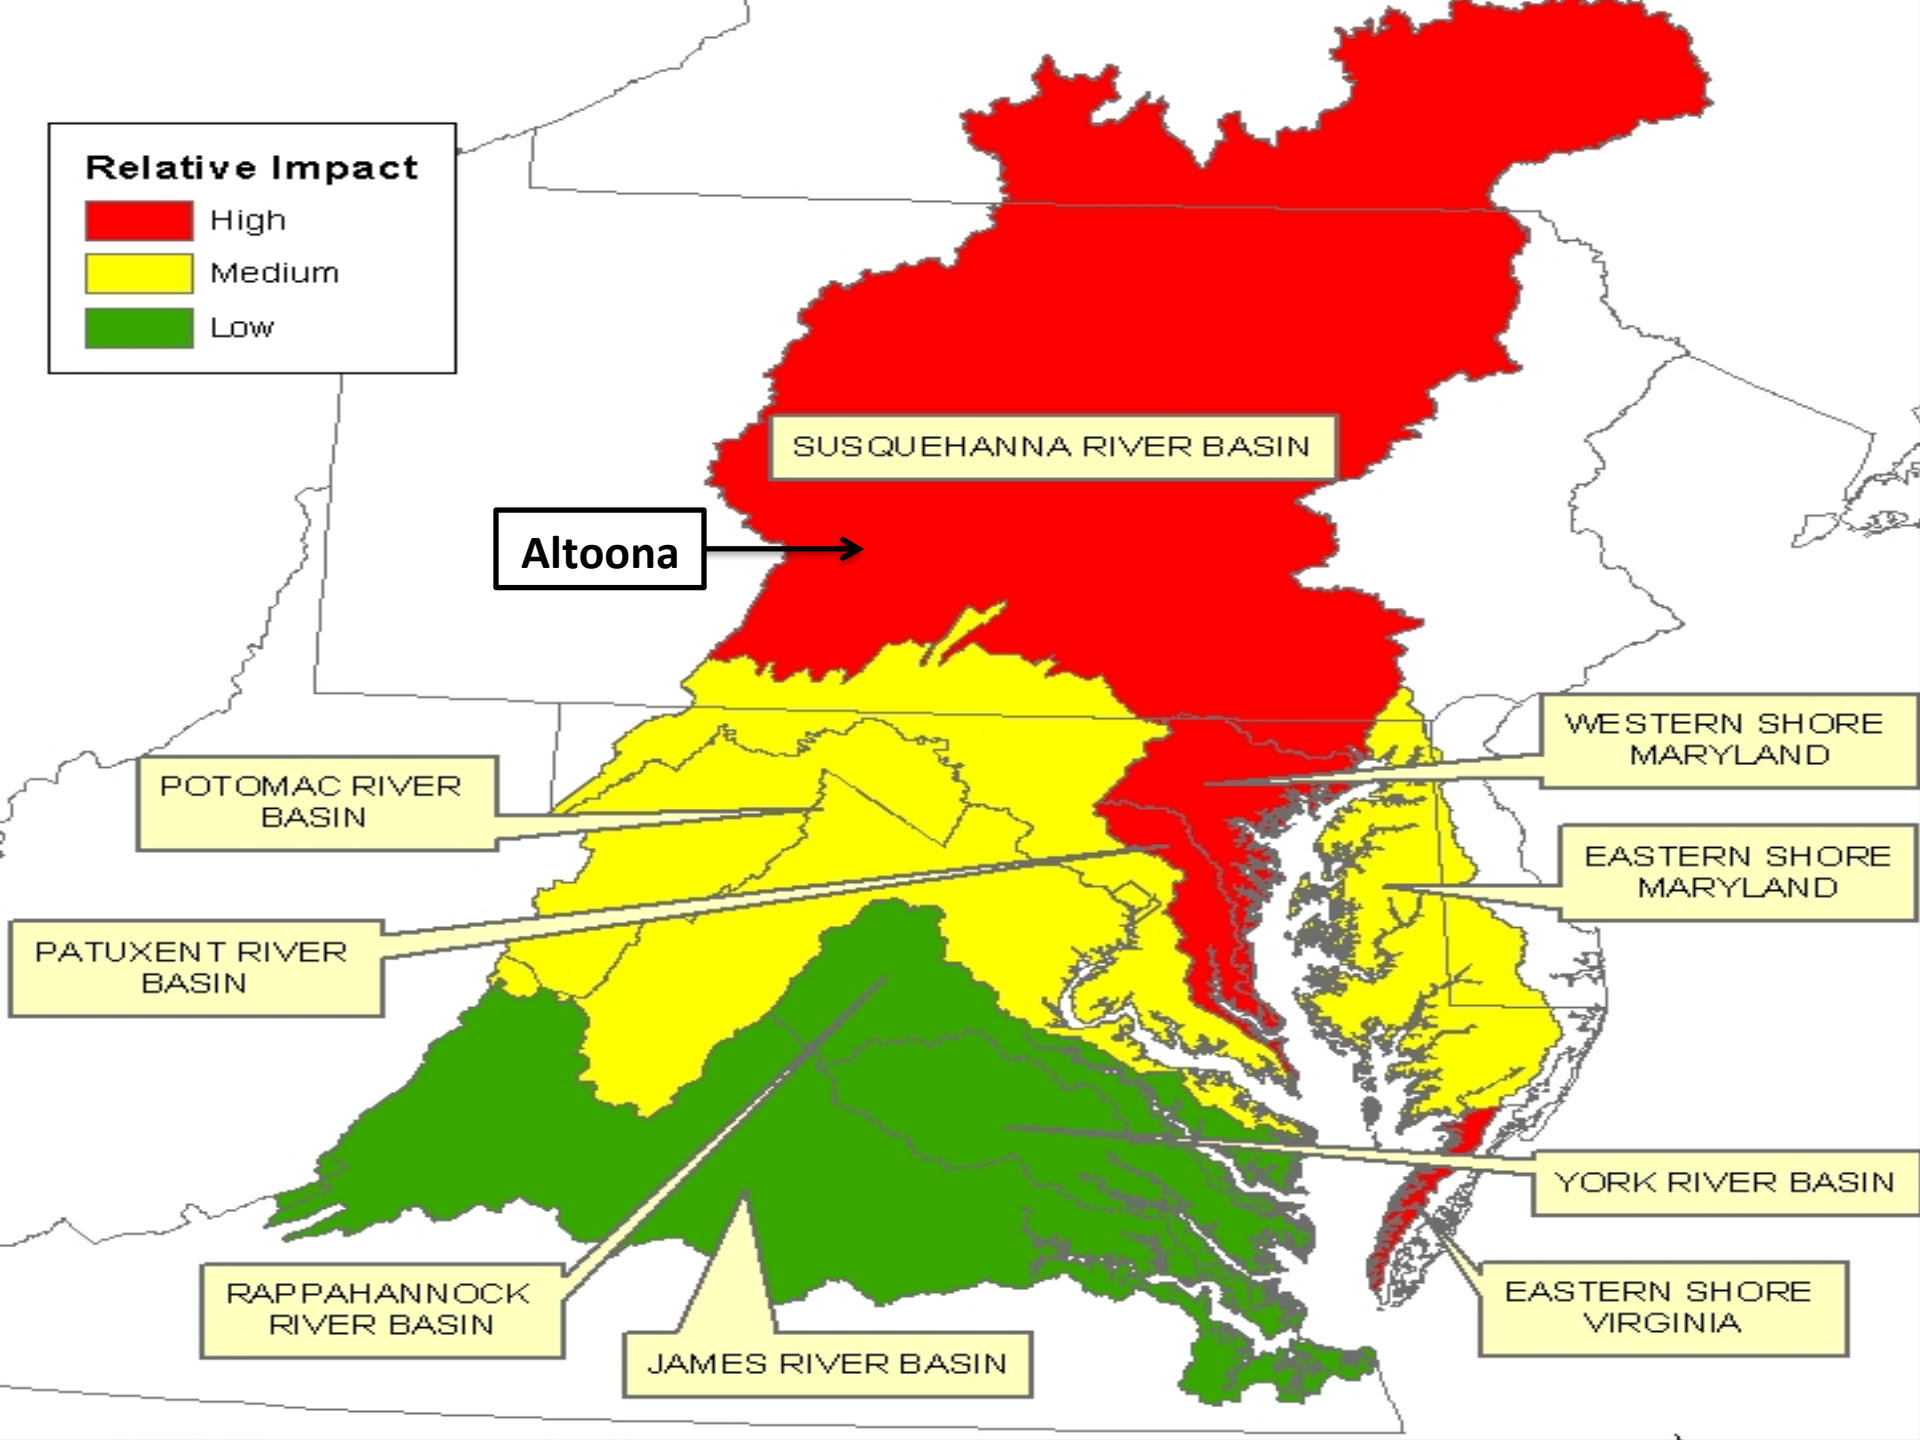 Relative Impact
High
Medium
Low
SUSQUEHANNA RIVER BASIN
Altoona
WESTERN SHORE
MARYLAND
POTOMAC RIVER
BASIN
EASTERN SHORE
MARYLAND
PATUXENT RIVER
BASIN
YORK RIVER BASIN
RAPPAHANNOCK
RIVER BASIN
EASTERN SHORE
VIRGINIA
JAMES RIVER BASIN